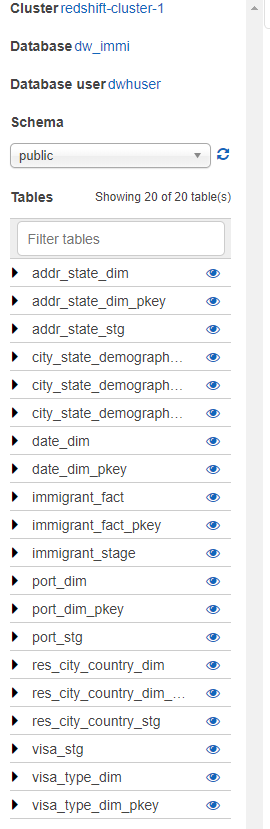 Cluster redshift-cluster-1
Database dw_immi
Database user dwhuser
Schema
public
Tables Showing 20 of 20 table(s)
Filter tables
addr_state_dim
addr_state_dim_pkey
addr_state_stg
city_state_demograph...
city_state_demograph...
city_state_demograph...
date_dim
date_dim_pkey
immigrant_fact
immigrant_fact_pkey
immigrant_stage
port_dim
port_dim_pkey
port_stg
res_city_country_dim
res_city_country_dim_...
res_city_country_stg
visa_stg
visa_type_dim
visa_type_dim_pkey